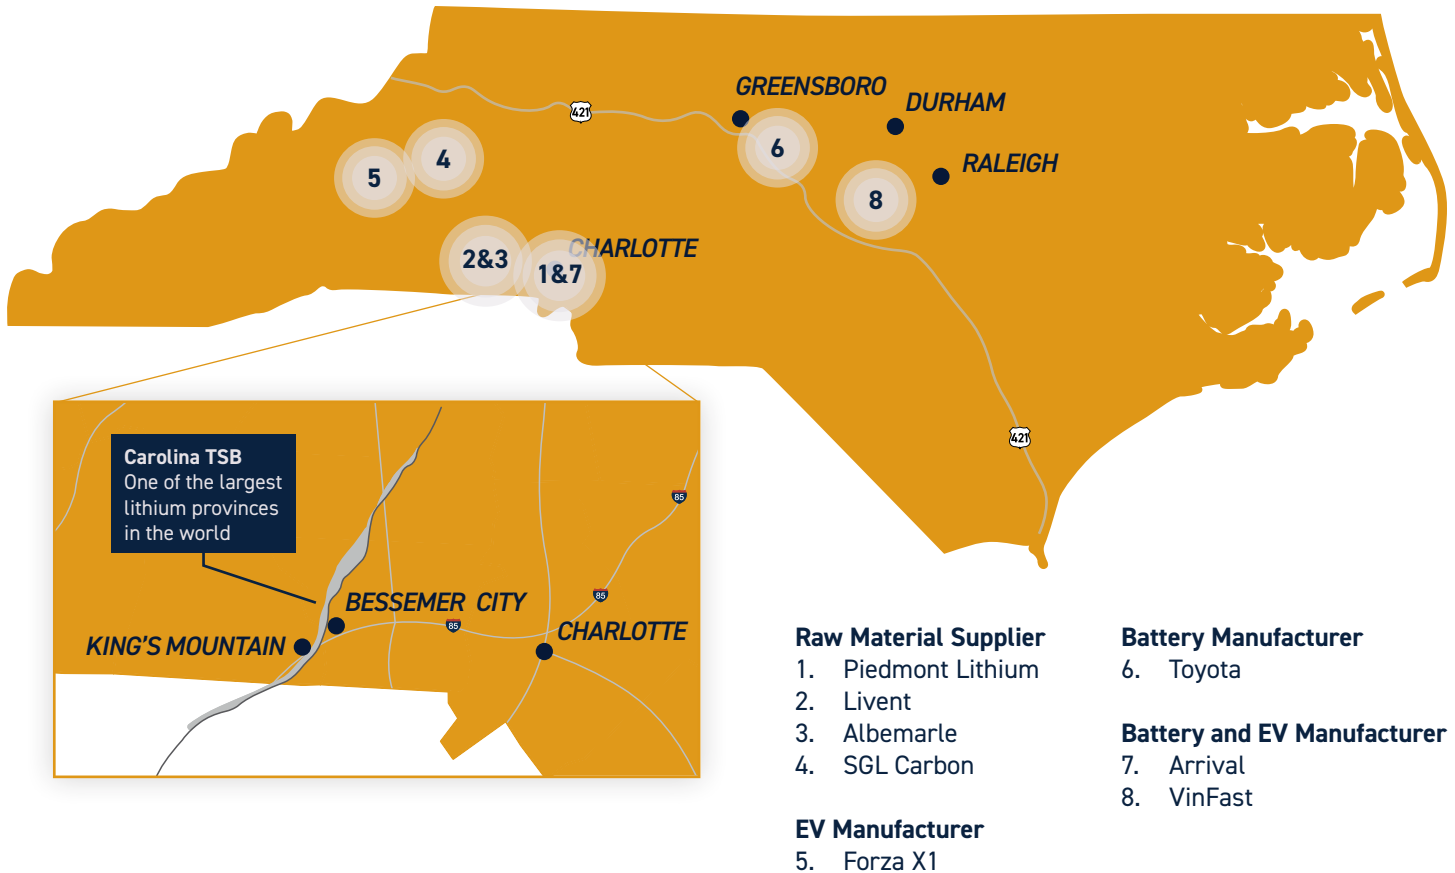 GREENSBORO
DURHAM
421
6
RALEIGH
4
5
8
CHARLOTTE
2&3
1&7
421
Carolina TSB
One of the largest
lithium provinces
in the world
85
85
BESSEMER CITY
85
CHARLOTTE
KING'S MOUNTAIN
Raw Material Supplier
1. Piedmont Lithium
2. Livent
3. Albemarle
4. SGL Carbon
EV Manufacturer
5. Forza X1
Battery Manufacturer
6. Toyota
Battery and EV Manufacturer
7. Arrival
8. VinFast